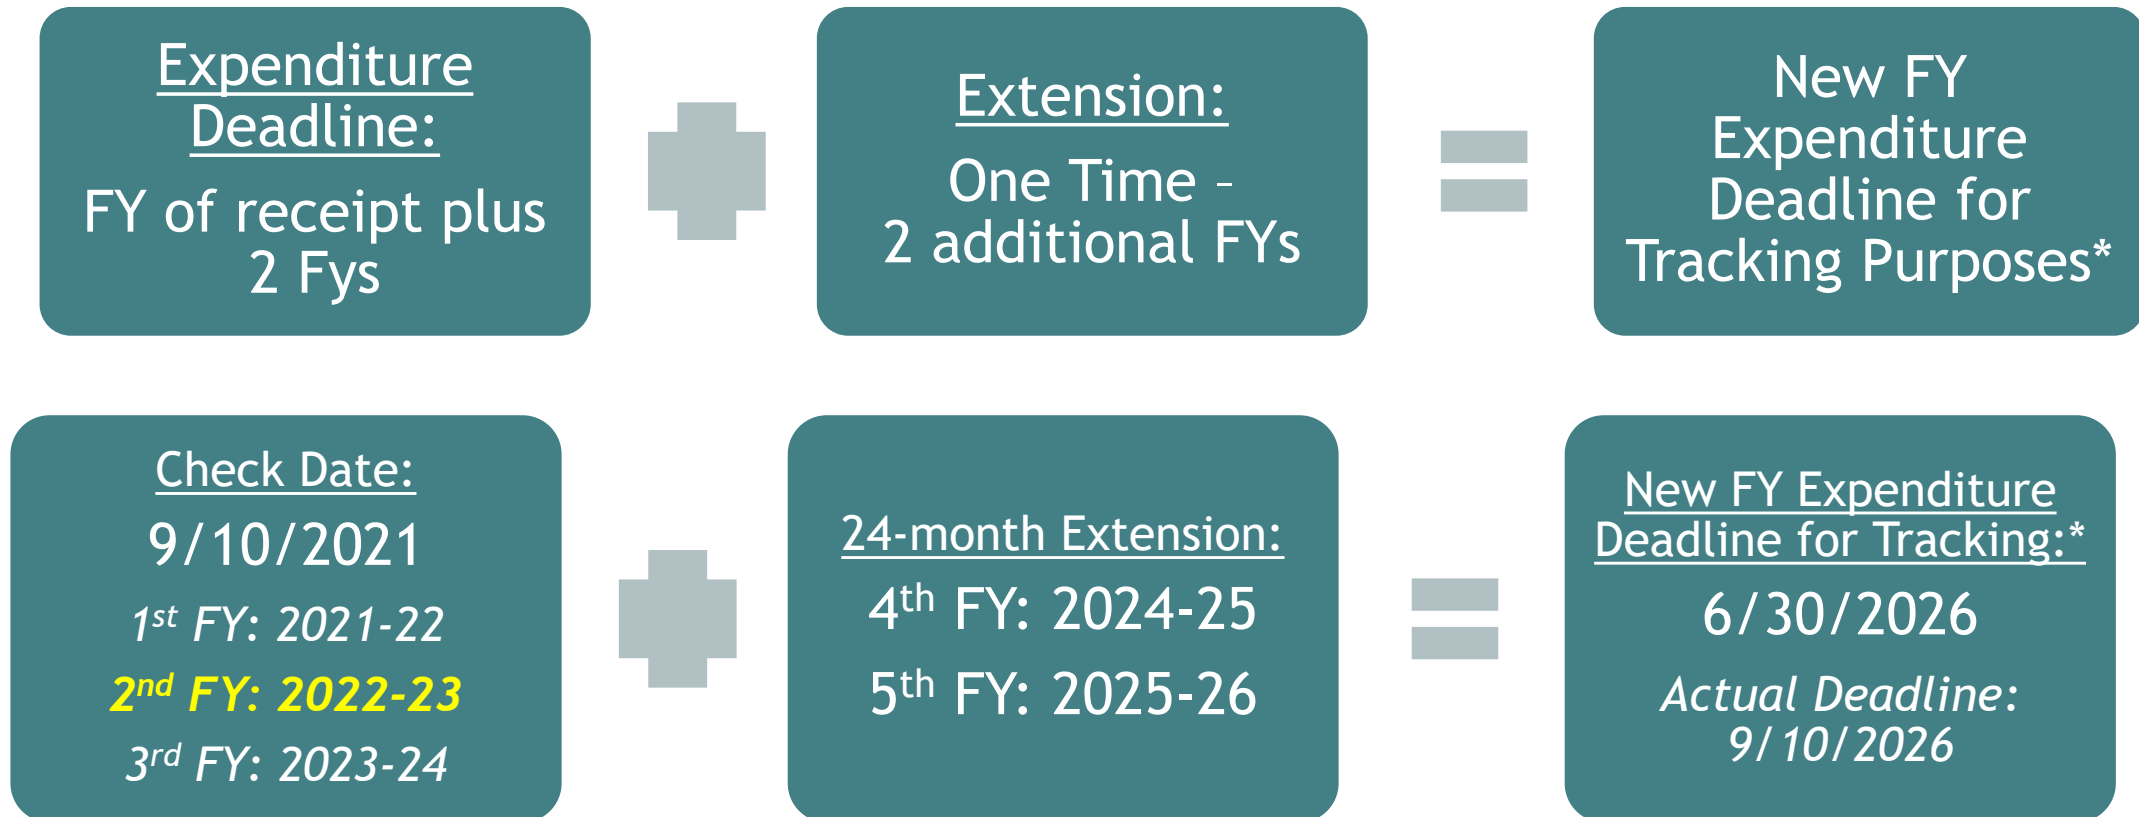 Expenditure
Deadline:
FY of receipt plus
2 Fys
Extension:
One Time –
2 additional FYs
New FY
Expenditure
Deadline for
Tracking Purposes*
Check Date:
9/10/2021
1st FY: 2021-22
2nd FY: 2022-23
3rd FY: 2023-24
24-month Extension:
4th FY: 2024-25
5th FY: 2025-26
New FY Expenditure
Deadline for Tracking:*
6/30/2026
Actual Deadline:
9/10/2026